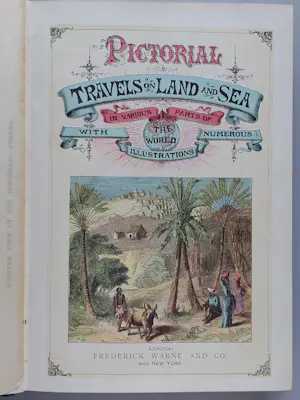 PICTORIAL
TRAVELS ON LAND AND SEA
IN VARIOUS PARTS OF
WITH THE WORLD NUMEROUS
ILLUSTRATIONS
LONDON:
FREDERICK WARNE AND CO.
AND NEW YORK.